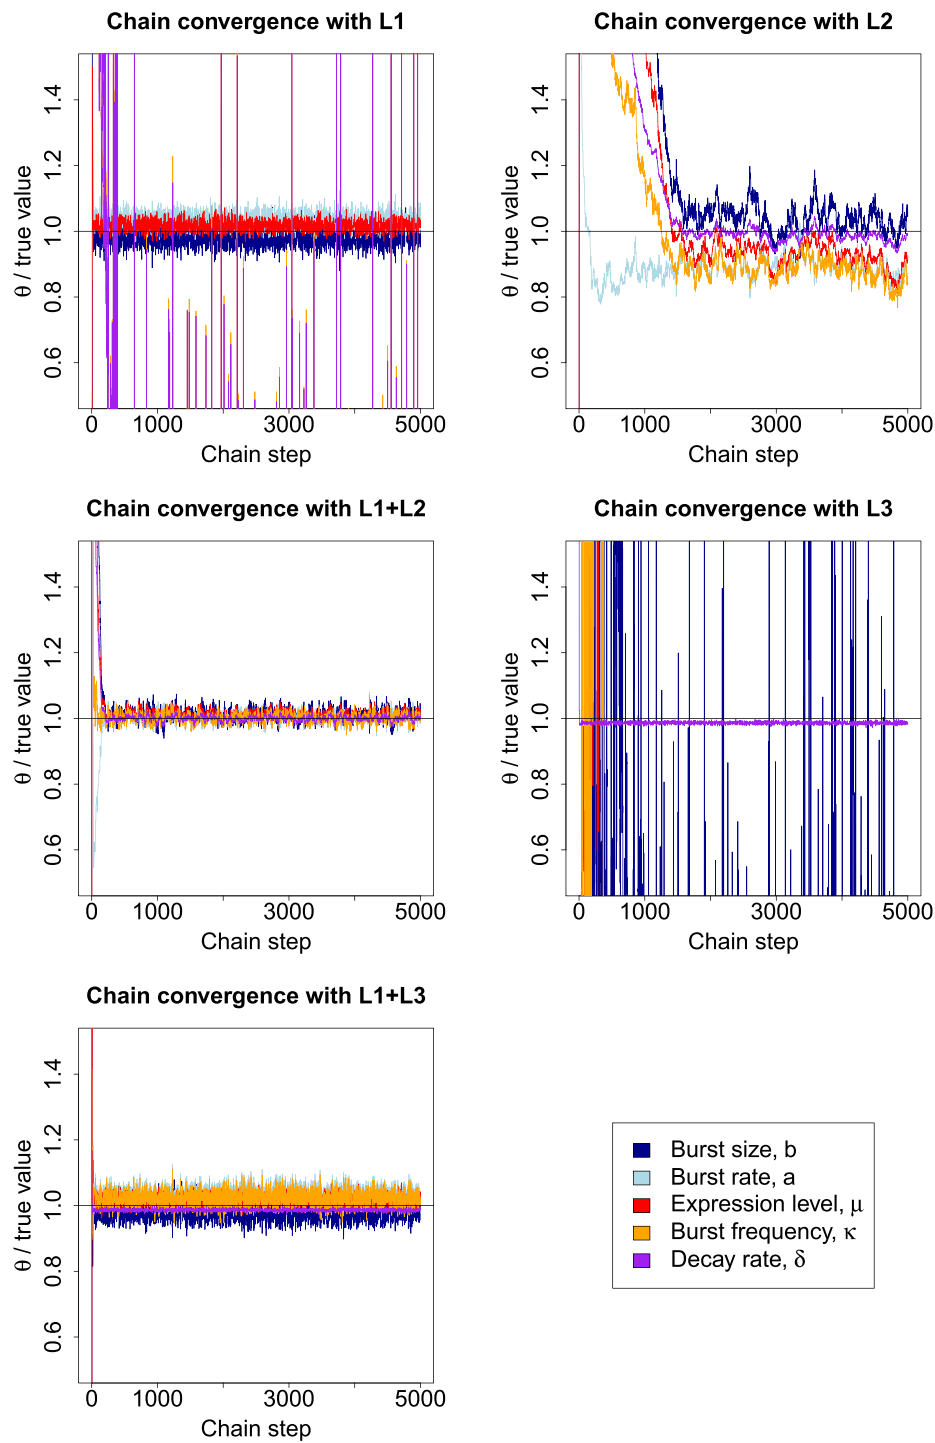 Chain convergence with L1
1.4
1.2
1.0
0.8
0.6
θ / true value
0 1000 3000 5000
Chain step
Chain convergence with L2
1.4
1.2
1.0
0.8
0.6
θ / true value
0 1000 3000 5000
Chain step
Chain convergence with L1+L2
1.4
1.2
1.0
0.8
0.6
θ / true value
0 1000 3000 5000
Chain step
Chain convergence with L3
1.4
1.2
1.0
0.8
0.6
θ / true value
0 1000 3000 5000
Chain step
Chain convergence with L1+L3
1.4
1.2
1.0
0.8
0.6
θ / true value
0 1000 3000 5000
Chain step
Burst size, b
Burst rate, a
Expression level, μ
Burst frequency, κ
Decay rate, δ